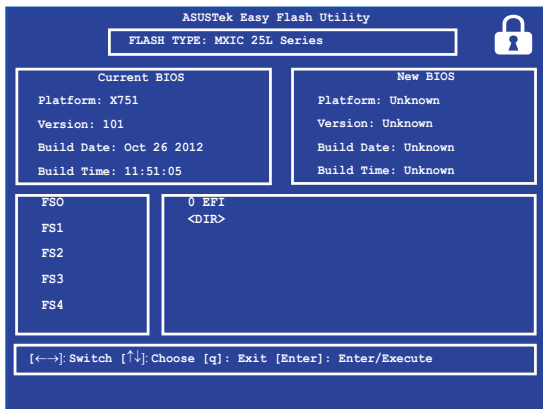 ASUSTek Easy Flash Utility
FLASH TYPE: MXIC 25L Series
Current BIOS
Platform: X751
Version: 101
Build Date: Oct 26 2012
Build Time: 11:51:05
New BIOS
Platform: Unknown
Version: Unknown
Build Date: Unknown
Build Time: Unknown
FSO
FS1
FS2
FS3
FS4
0 EFI
<DIR>
[←→]: Switch [↑↓]: Choose [q]: Exit [Enter]: Enter/Execute